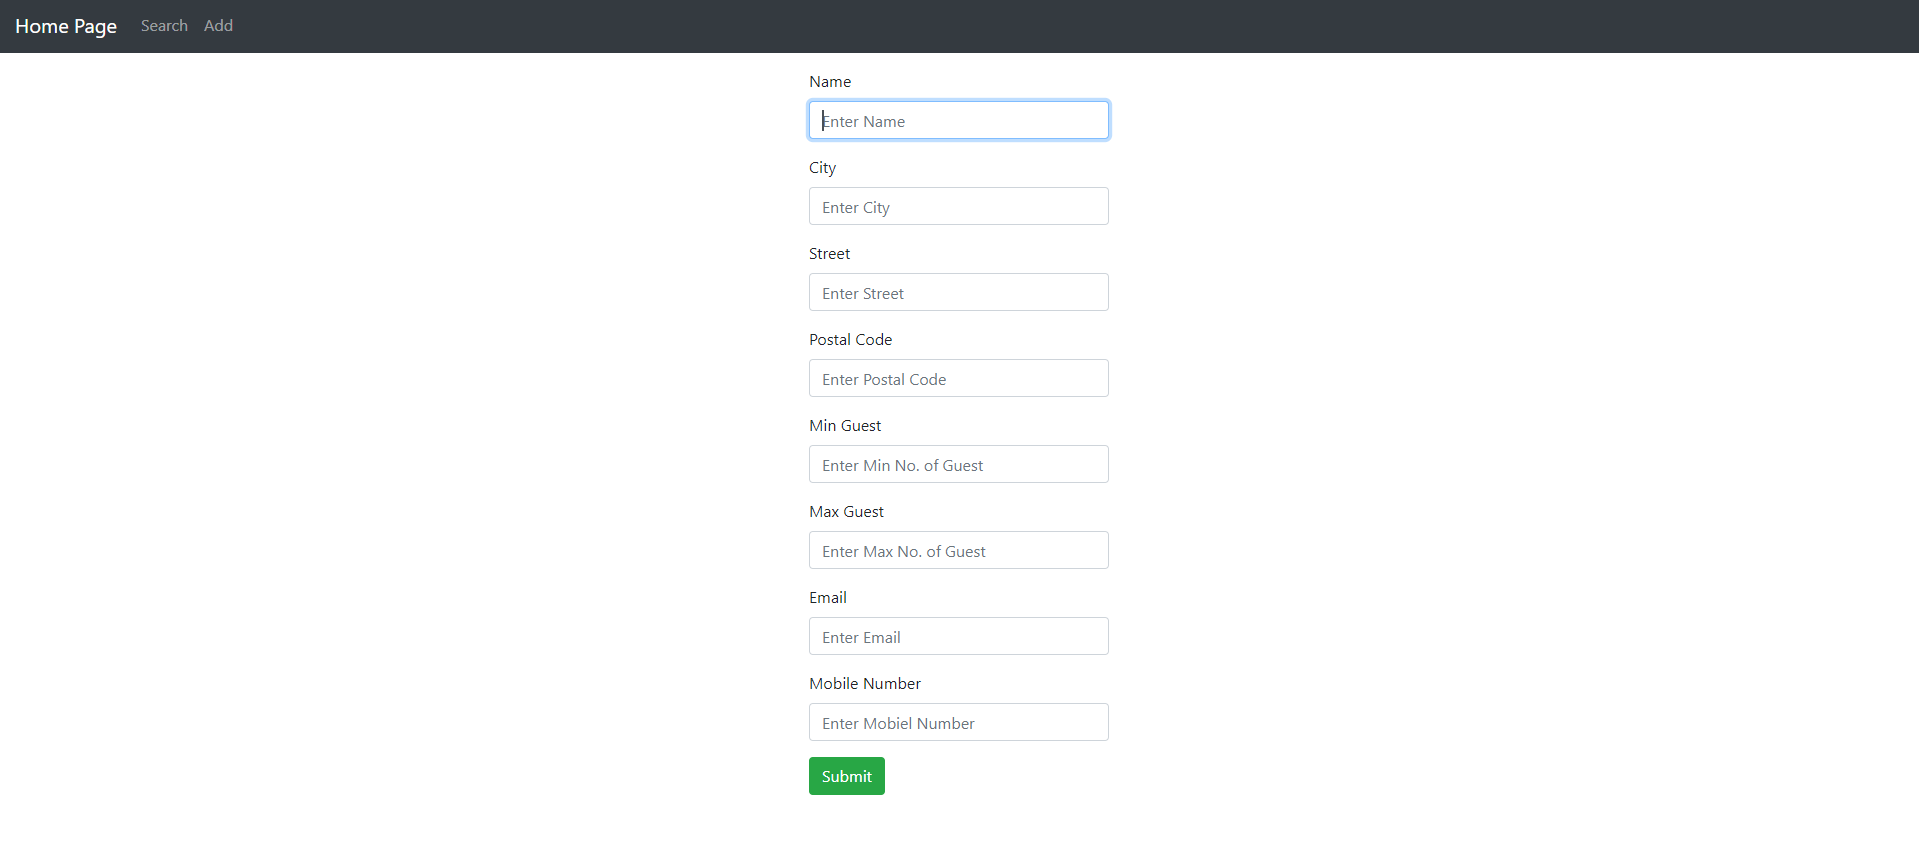 Home Page Search Add
Name
Enter Name
City
Enter City
Street
Enter Street
Postal Code
Enter Postal Code
Min Guest
Enter Min No. of Guest
Max Guest
Enter Max No. of Guest
Email
Enter Email
Mobile Number
Enter Mobiel Number
Submit